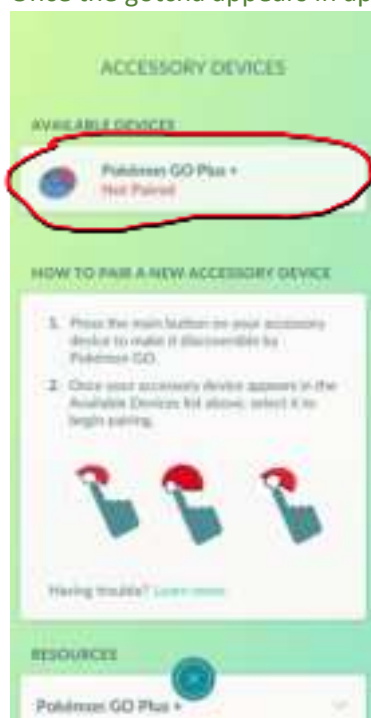 Once the gotcha appears in ap
ACCESSORY DEVICES
AVAILABLE DEVICES
Pokémon GO Plus +
Not Paired
HOW TO PAIR A NEW ACCESSORY DEVICE
1. Press the main button on your accessory
device to make it discoverable by
Pokémon GO.
2. Once your accessory device appears in the
Available Devices list above, select it to
begin pairing.
Having trouble? Learn more.
RESOURCES
Pokémon GO Plus +